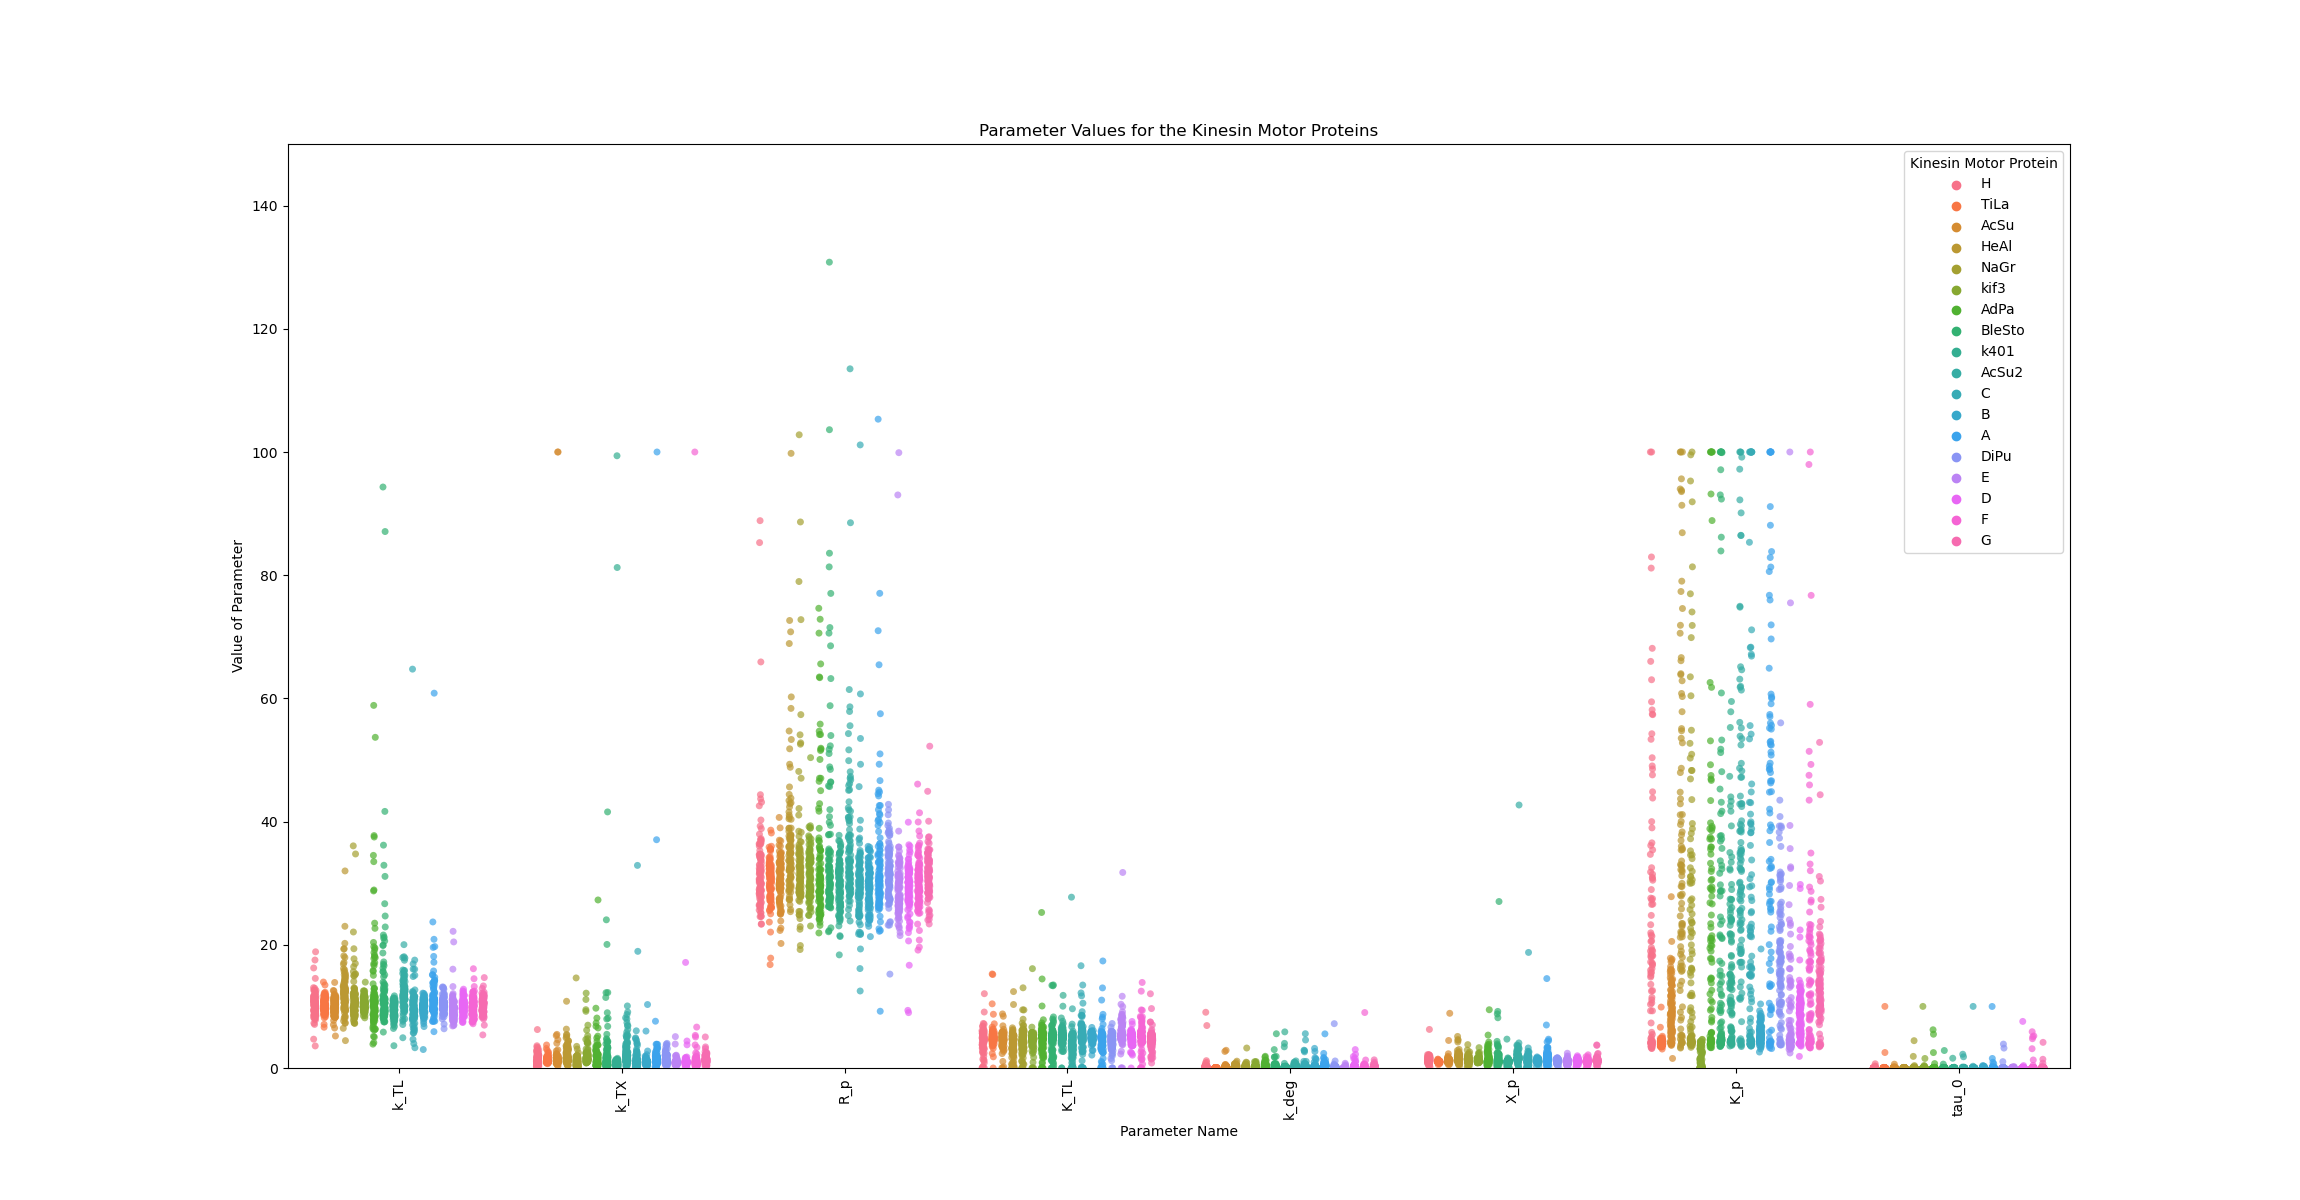 Parameter Values for the Kinesin Motor Proteins
Value of Parameter
140
120
100
80
60
40
20
0
k_TL
k_TX
R_p
K_TL
k_deg
X_p
K_p
tau_0
Parameter Name
Kinesin Motor Protein
H
TiLa
AcSu
HeAl
NaGr
kif3
AdPa
BleSto
k401
AcSu2
C
B
A
DiPu
E
D
F
G